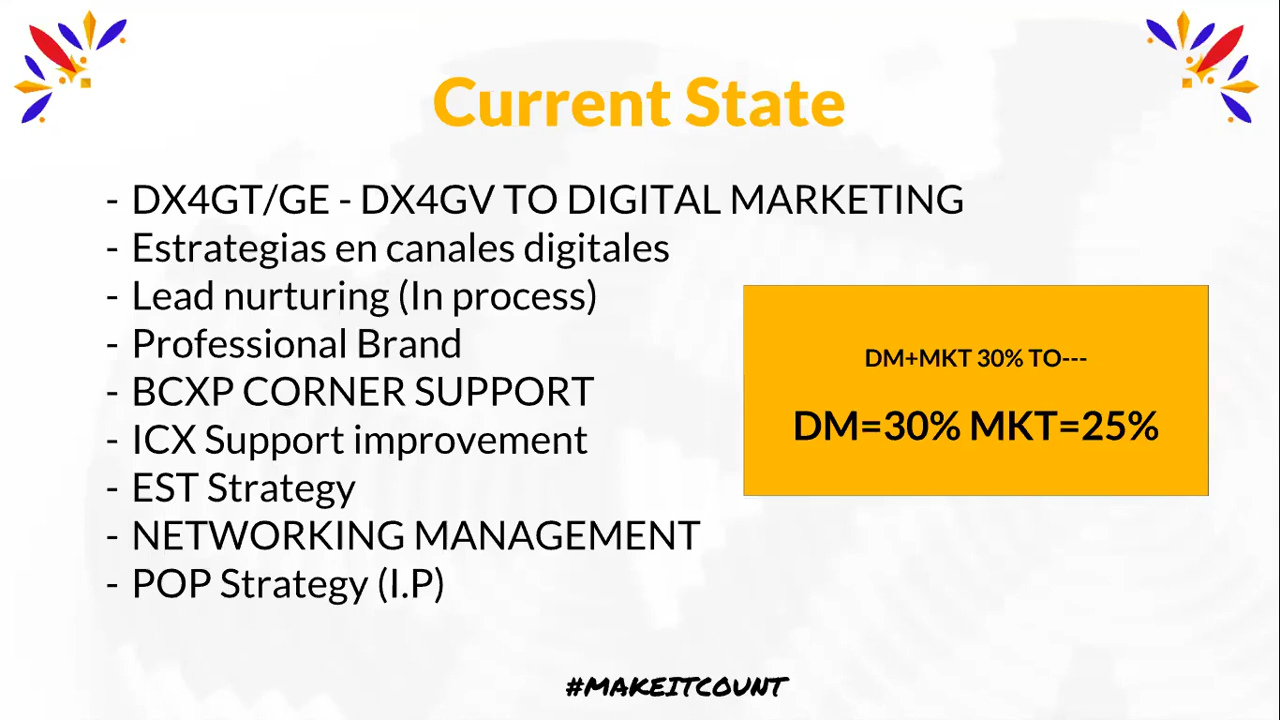 Current State
- DX4GT/GE - DX4GV TO DIGITAL MARKETING
- Estrategias en canales digitales
- Lead nurturing (In process)
- Professional Brand
- BCXP CORNER SUPPORT
- ICX Support improvement
- EST Strategy
- NETWORKING MANAGEMENT
- POP Strategy (I.P)
DM+MKT 30% TO---
DM=30% MKT=25%
#MAKEITCOUNT